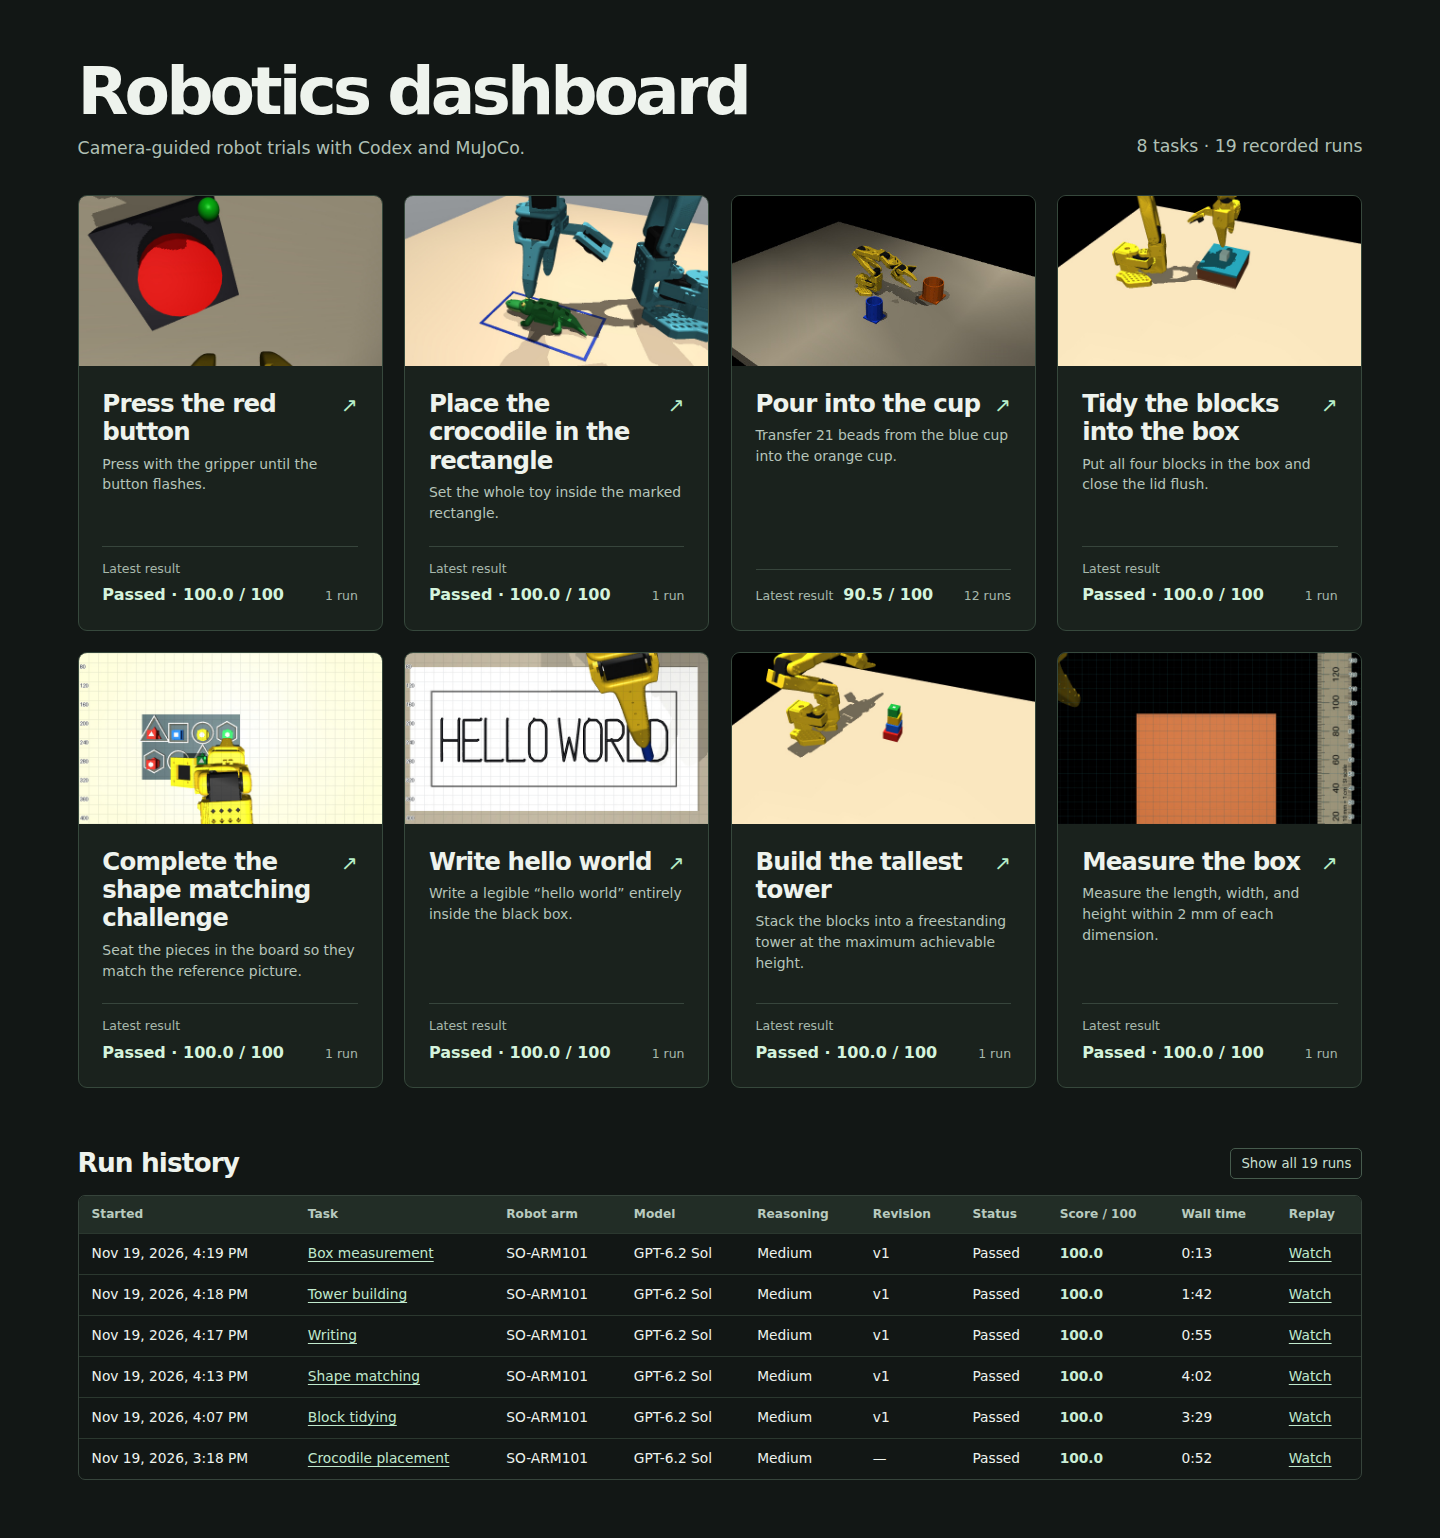 Robotics dashboard
Camera-guided robot trials with Codex and MuJoCo.
8 tasks · 19 recorded runs
Press the red
button
↗
Press with the gripper until the
button flashes.
Latest result
Passed · 100.0 / 100
1 run
Place the
crocodile in the
rectangle
↗
Set the whole toy inside the marked
rectangle.
Latest result
Passed · 100.0 / 100
1 run
Pour into the cup ↗
Transfer 21 beads from the blue cup
into the orange cup.
Latest result 90.5 / 100 12 runs
Tidy the blocks
into the box
↗
Put all four blocks in the box and
close the lid flush.
Latest result
Passed · 100.0 / 100
1 run
Complete the
shape matching
challenge
↗
Seat the pieces in the board so they
match the reference picture.
Latest result
Passed · 100.0 / 100
1 run
HELLO WORLD
Write hello world ↗
Write a legible “hello world” entirely
inside the black box.
Latest result
Passed · 100.0 / 100
1 run
Build the tallest
tower
↗
Stack the blocks into a freestanding
tower at the maximum achievable
height.
Latest result
Passed · 100.0 / 100
1 run
120
100
80
60
40
20
Measure the box ↗
Measure the length, width, and
height within 2 mm of each
dimension.
Latest result
Passed · 100.0 / 100
1 run
Run history
Show all 19 runs
Started Task Robot arm Model Reasoning Revision Status Score / 100 Wall time Replay
Nov 19, 2026, 4:19 PM Box measurement SO-ARM101 GPT-6.2 Sol Medium v1 Passed 100.0 0:13 Watch
Nov 19, 2026, 4:18 PM Tower building SO-ARM101 GPT-6.2 Sol Medium v1 Passed 100.0 1:42 Watch
Nov 19, 2026, 4:17 PM Writing SO-ARM101 GPT-6.2 Sol Medium v1 Passed 100.0 0:55 Watch
Nov 19, 2026, 4:13 PM Shape matching SO-ARM101 GPT-6.2 Sol Medium v1 Passed 100.0 4:02 Watch
Nov 19, 2026, 4:07 PM Block tidying SO-ARM101 GPT-6.2 Sol Medium v1 Passed 100.0 3:29 Watch
Nov 19, 2026, 3:18 PM Crocodile placement SO-ARM101 GPT-6.2 Sol Medium — Passed 100.0 0:52 Watch